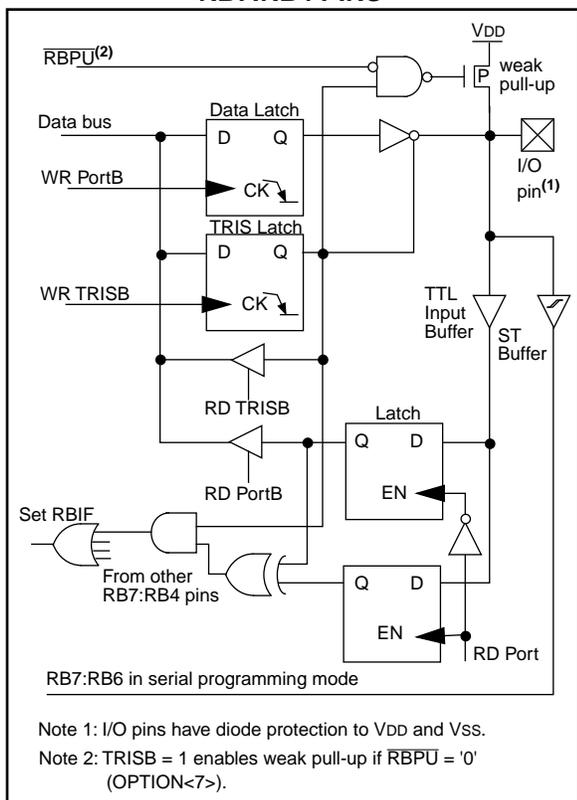 VDD
RBPU(2)
weak
pull-up
P
Data Latch
Data bus
D Q
I/O
pin(1)
WR PortB
CK
TRIS Latch
D Q
WR TRISB
CK
TTL
Input
Buffer
ST
Buffer
RD TRISB
Latch
Q D
RD PortB
EN
Set RBIF
From other
RB7:RB4 pins
Q D
EN
RD Port
RB7:RB6 in serial programming mode
Note 1: I/O pins have diode protection to VDD and VSS.
Note 2: TRISB = 1 enables weak pull-up if RBPU = '0'
(OPTION<7>).